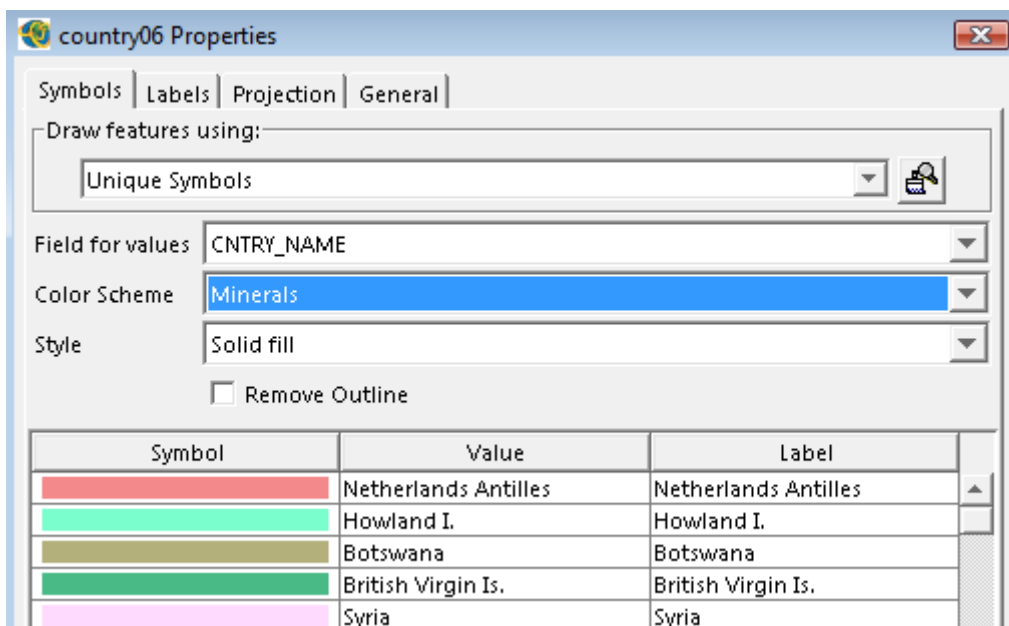 country06 Properties
Symbols Labels Projection General
Draw features using:
Unique Symbols
Field for values CNTRY_NAME
Color Scheme Minerals
Style Solid fill
Remove Outline
Symbol Value Label
Netherlands Antilles Netherlands Antilles
Howland I. Howland I.
Botswana Botswana
British Virgin Is. British Virgin Is.
Syria Syria